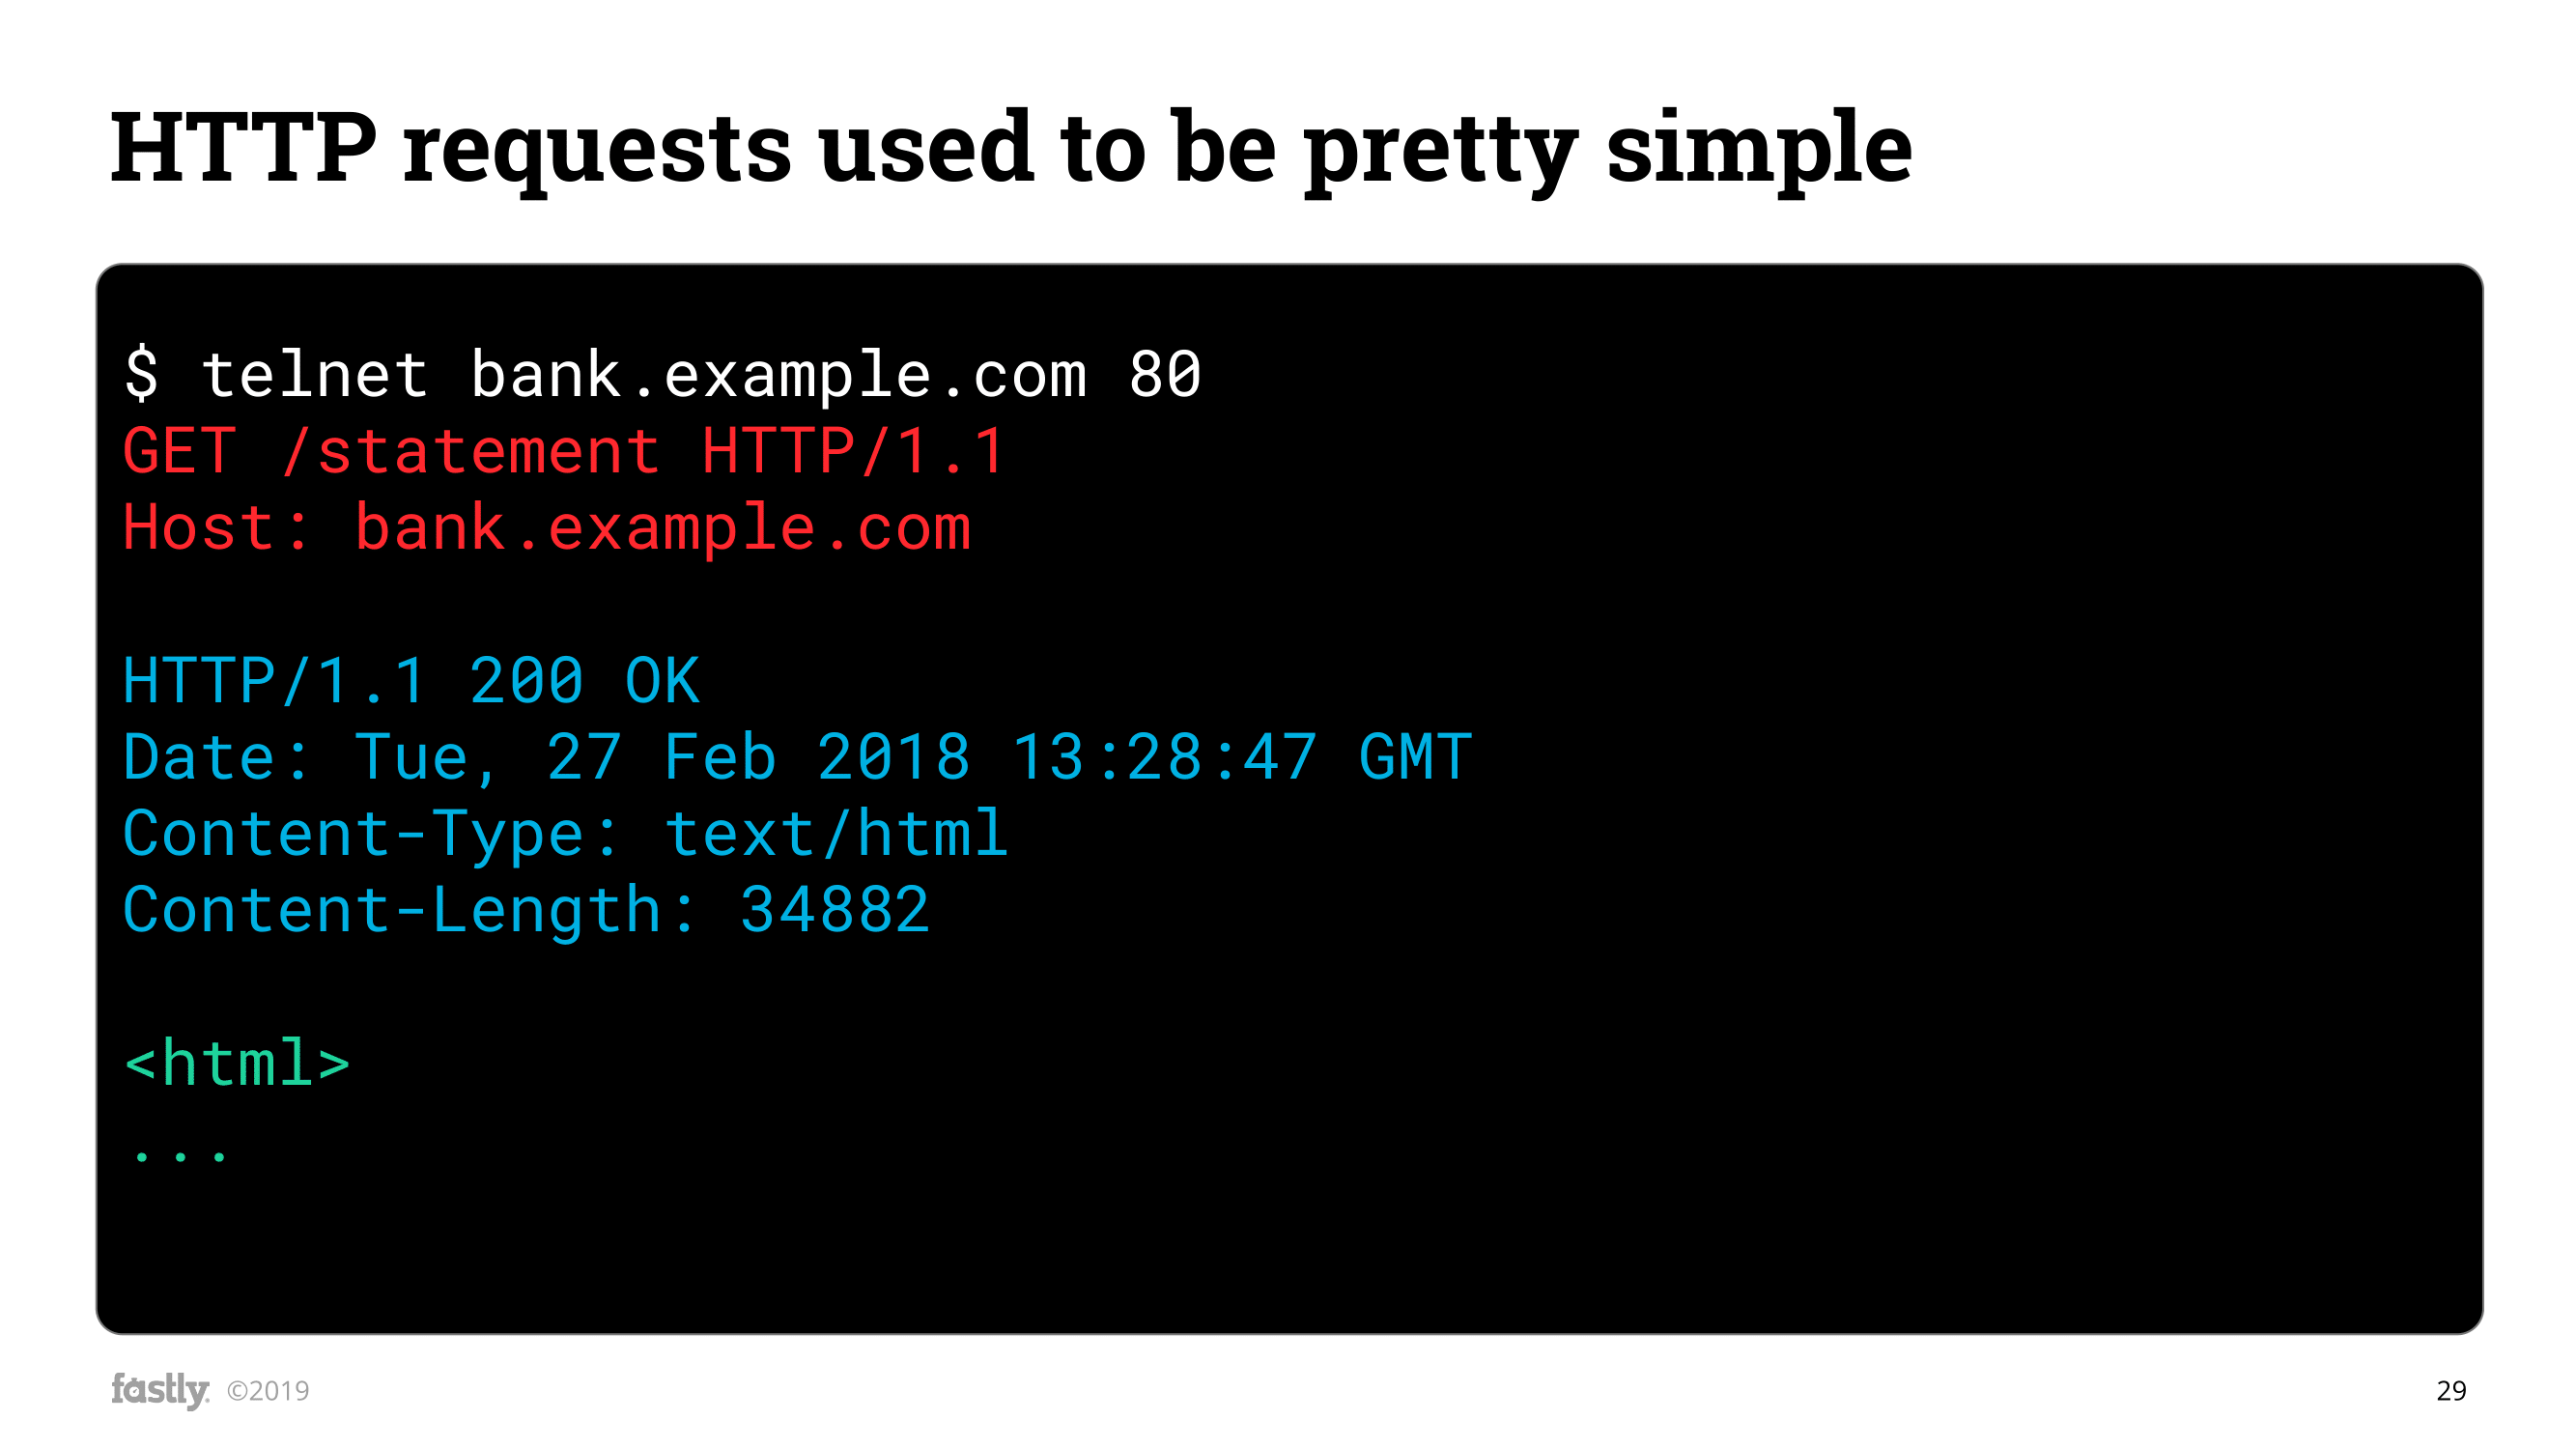 HTTP requests used to be pretty simple
$ telnet bank.example.com 80
GET /statement HTTP/1.1
Host: bank.example.com
HTTP/1.1 200 OK
Date: Tue, 27 Feb 2018 13:28:47 GMT
Content-Type: text/html
Content-Length: 34882
<html>
...
fastly ©2019
29